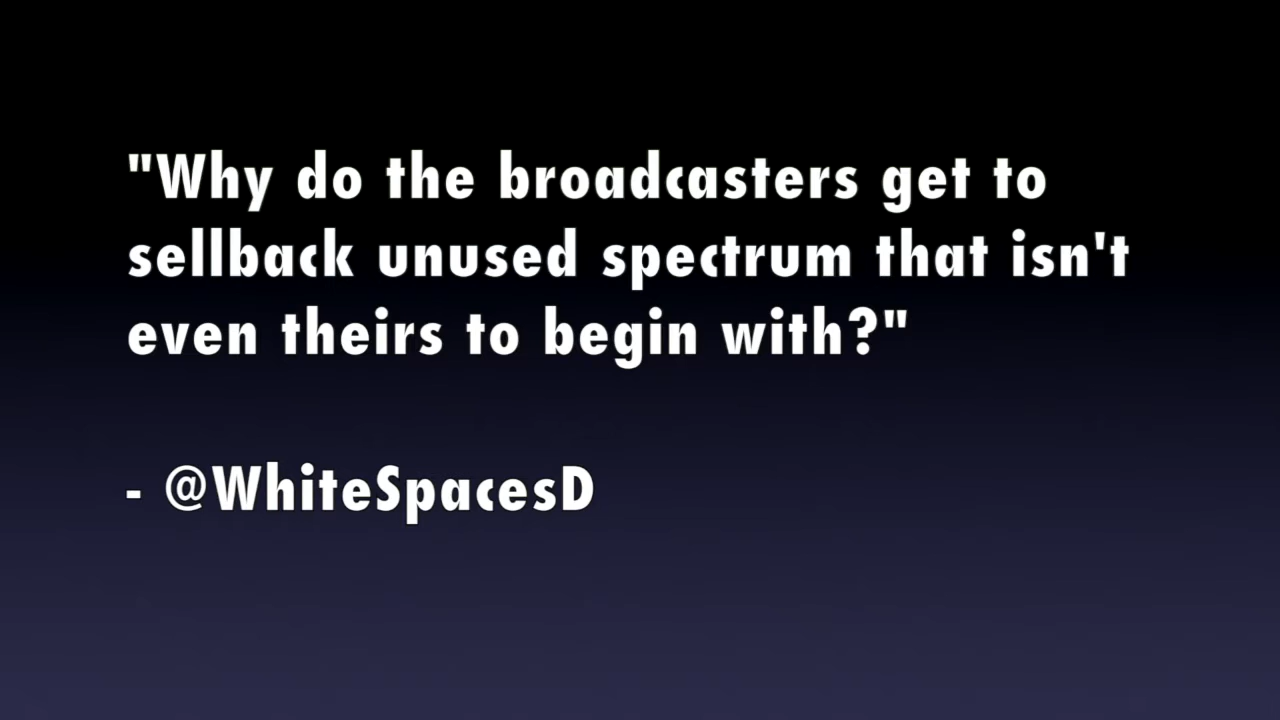 "Why do the broadcasters get to
sellback unused spectrum that isn't
even theirs to begin with?"
- @WhiteSpacesD